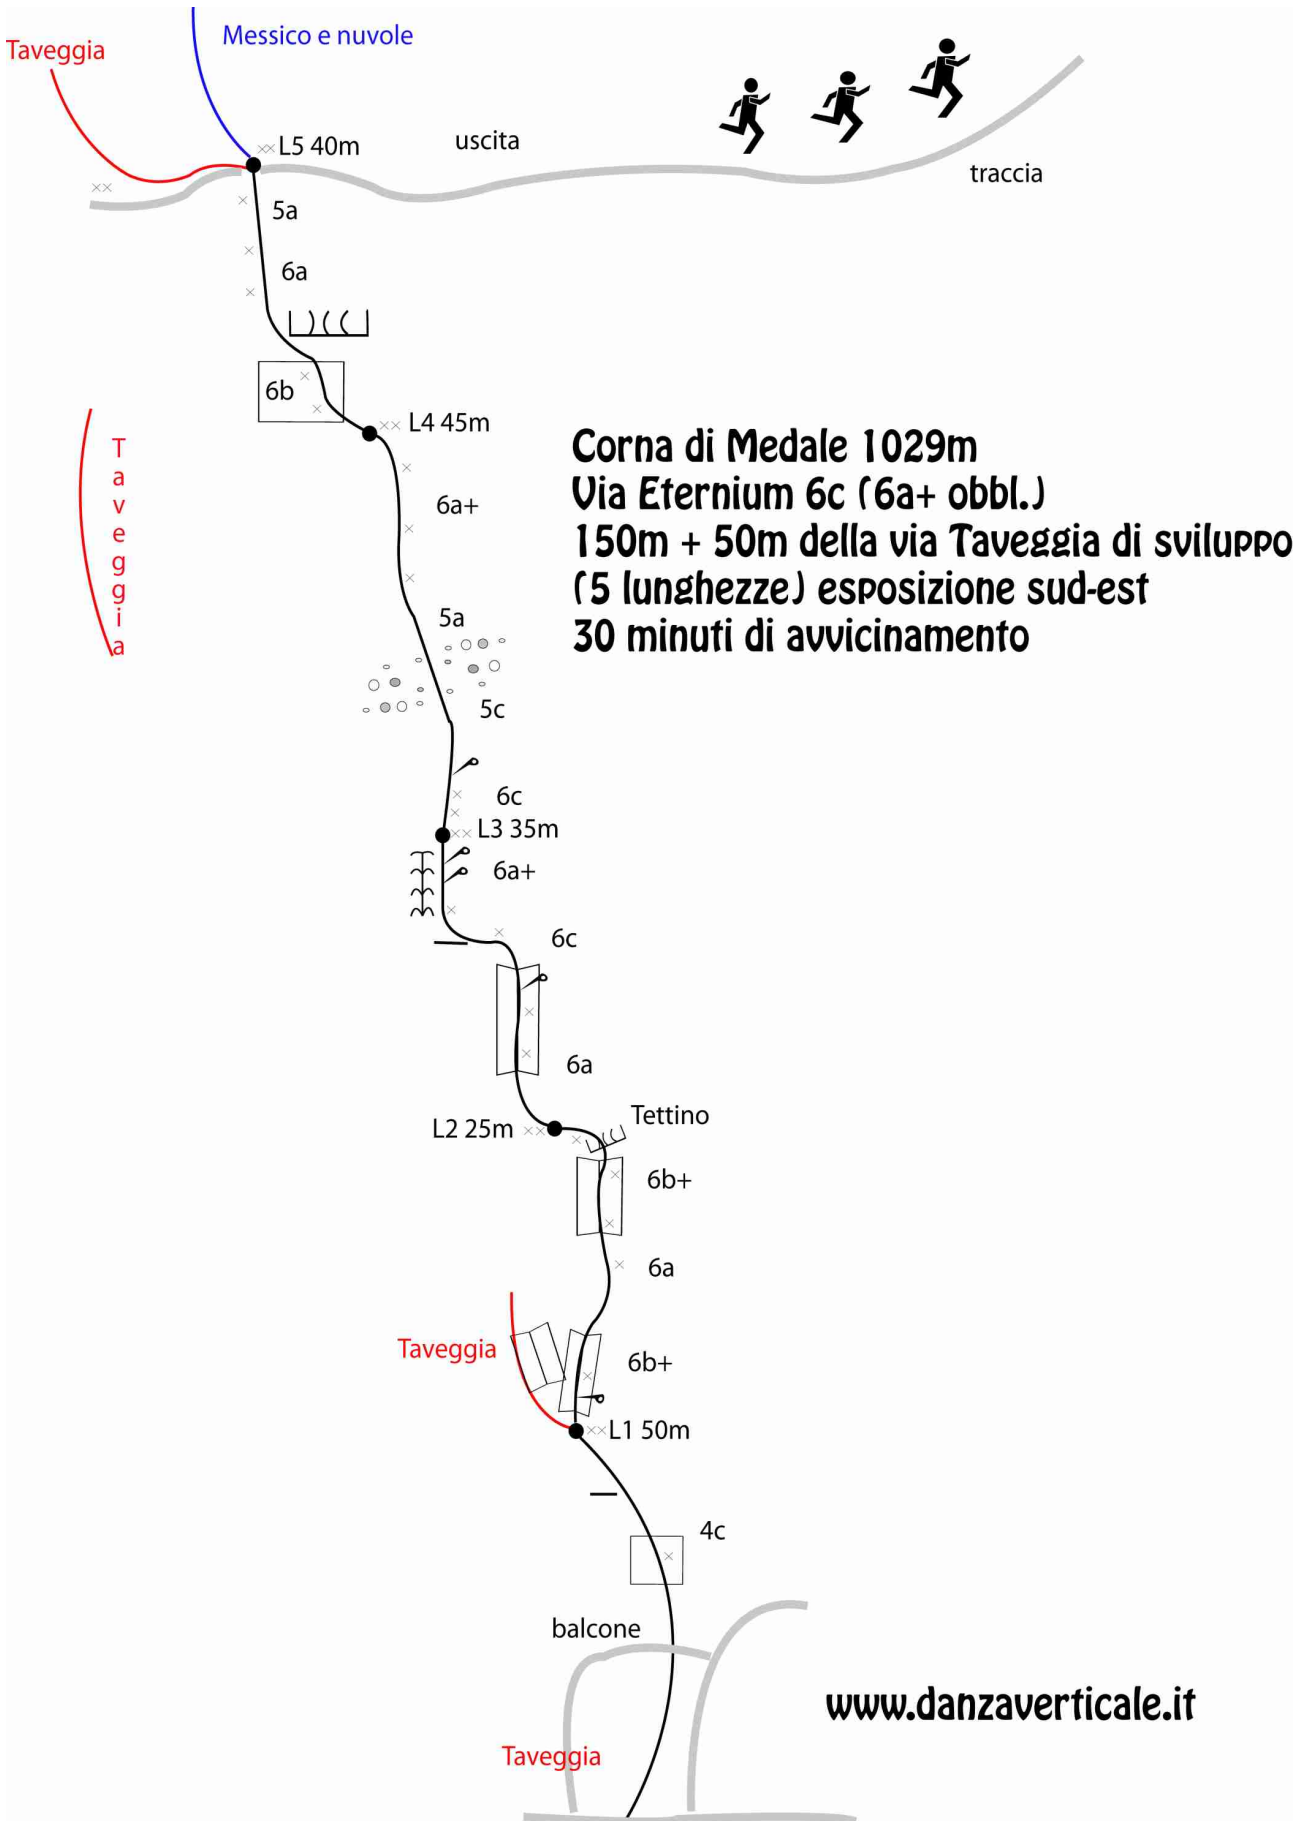 Messico e nuvole
Taveggia
L5 40m
uscita
traccia
5a
6a
6b
L4 45m
6a+
Taveggia
Corna di Medale 1029m
Via Eternium 6c (6a+ obbl.)
150m + 50m della via Taveggia di sviluppo
(5 lunghezze) esposizione sud-est
30 minuti di avvicinamento
5a
5c
6c
L3 35m
6a+
6c
6a
Tettino
L2 25m
6b+
6a
Taveggia
6b+
L1 50m
4c
balcone
www.danzaverticale.it
Taveggia